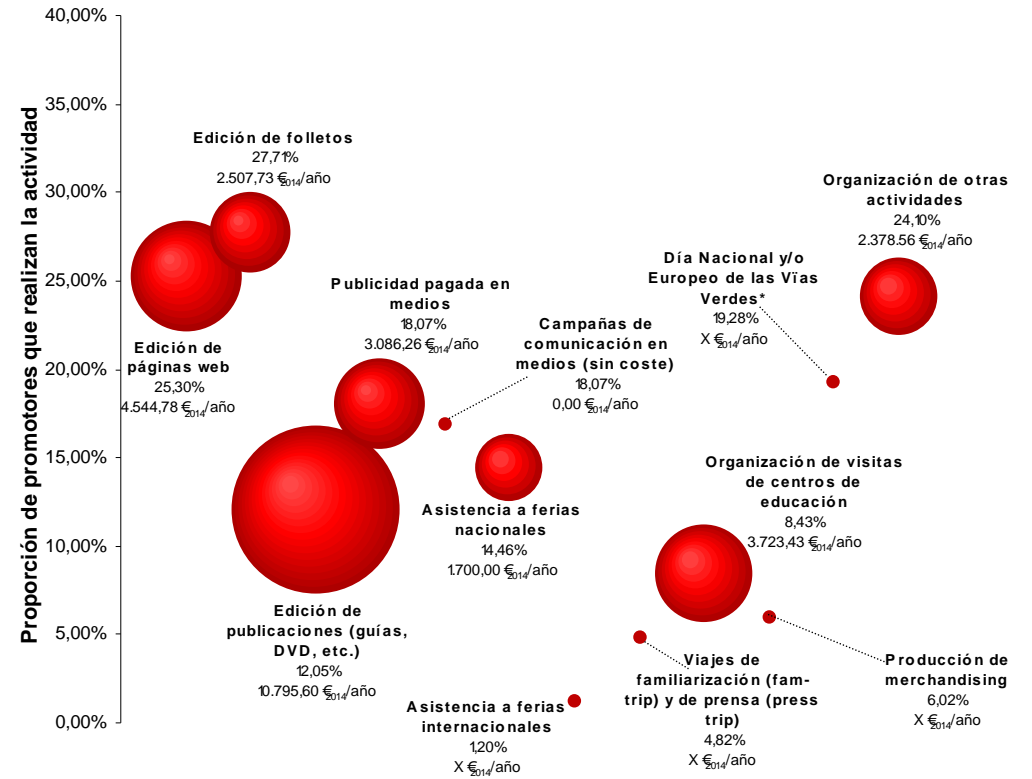 40,00%
35,00%
30,00%
25,00%
20,00%
15,00%
10,00%
5,00%
0,00%
Proporción de promotores que realizan la actividad
Edición de folletos
27,71%
2.507,73 €2014/año
Edición de
páginas web
25,30%
4.544,78 €2014/año
Publicidad pagada en
medios
18,07%
3.086,26 €2014/año
Campañas de
comunicación en
medios (sin coste)
18,07%
0,00 €2014/año
Día Nacional y/o
Europeo de las Vïas
Verdes*
19,28%
X €2014/año
Organización de otras
actividades
24,10%
2.378.56 €2014/año
Edición de
publicaciones (guías,
DVD, etc.)
12,05%
10.795,60 €2014/año
Asistencia a ferias
nacionales
14,46%
1.700,00 €2014/año
Organización de visitas
de centros de
educación
8,43%
3.723,43 €2014/año
Asistencia a ferias
internacionales
1,20%
X €2014/año
Viajes de
familiarización (fam-
trip) y de prensa (press
trip)
4,82%
X €2014/año
Producción de
merchandising
6,02%
X €2014/año